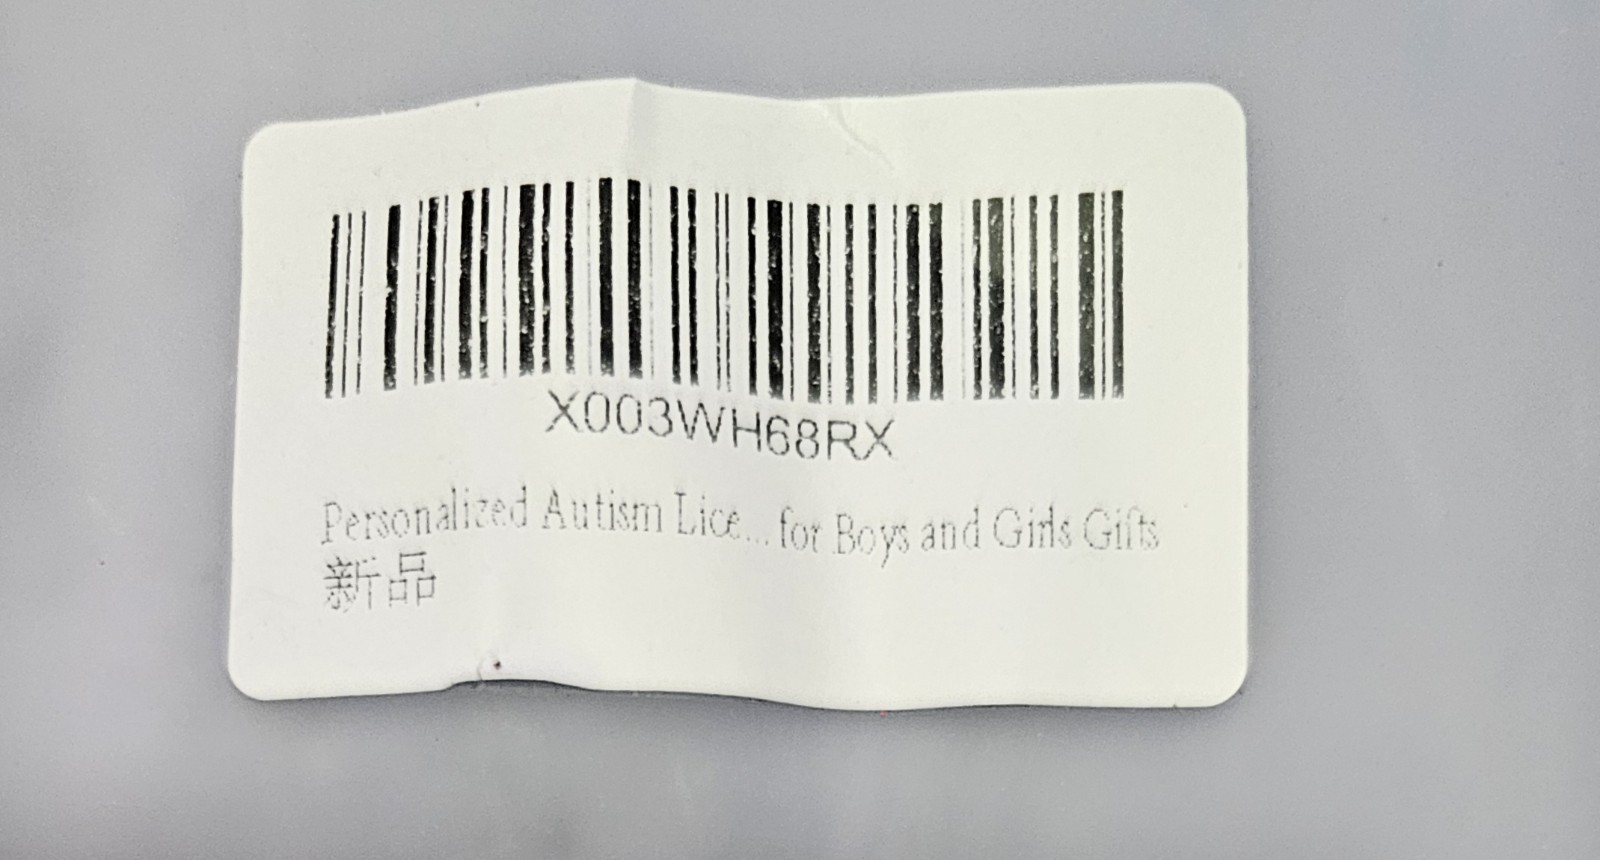 X003WH68RX
Personalized Autism Lice... for Boys and Girls Gifts
新品